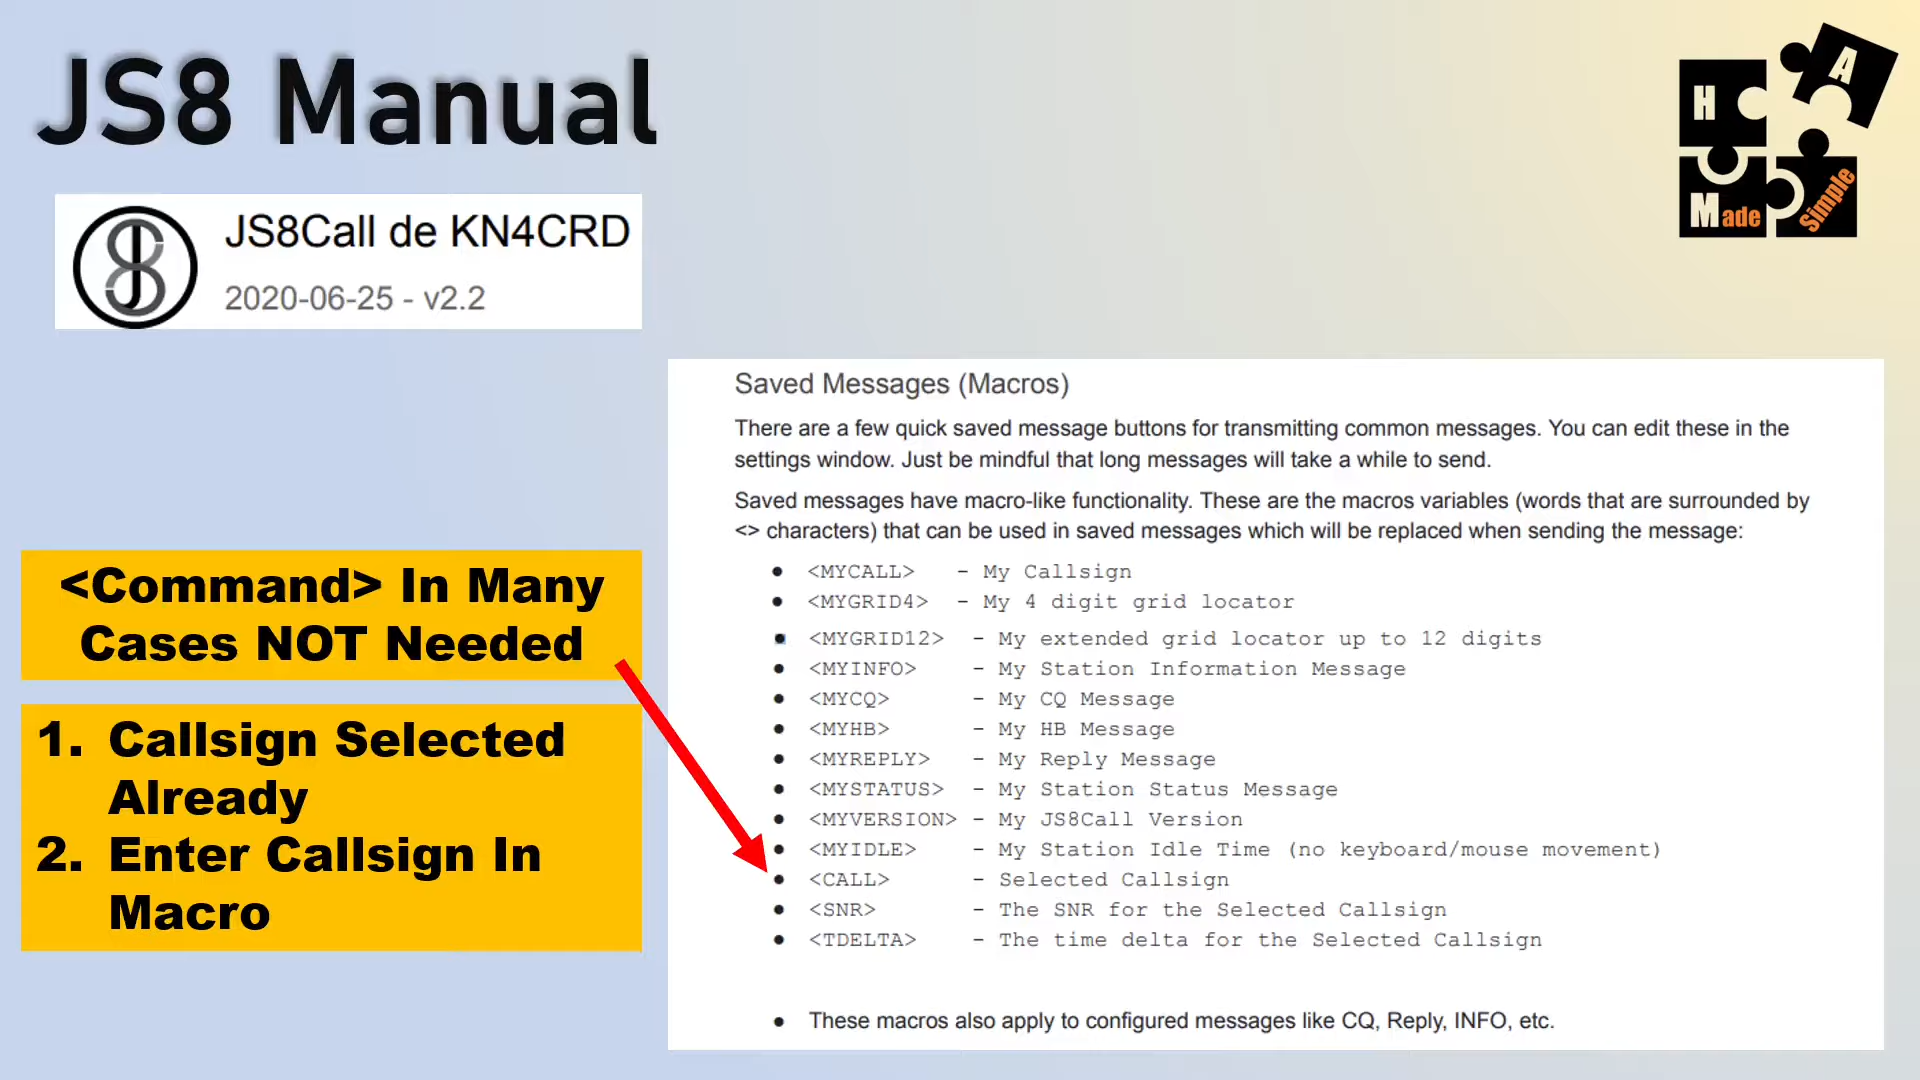 JS8 Manual
H
A
Made
Simple
JS8Call de KN4CRD
2020-06-25 - v2.2
Saved Messages (Macros)
There are a few quick saved message buttons for transmitting common messages. You can edit these in the
settings window. Just be mindful that long messages will take a while to send.
Saved messages have macro-like functionality. These are the macros variables (words that are surrounded by
<> characters) that can be used in saved messages which will be replaced when sending the message:
● <MYCALL> - My Callsign
● <MYGRID4> - My 4 digit grid locator
● <MYGRID12> - My extended grid locator up to 12 digits
● <MYINFO> - My Station Information Message
● <MYCQ> - My CQ Message
● <MYHB> - My HB Message
● <MYREPLY> - My Reply Message
● <MYSTATUS> - My Station Status Message
● <MYVERSION> - My JS8Call Version
● <MYIDLE> - My Station Idle Time (no keyboard/mouse movement)
● <CALL> - Selected Callsign
● <SNR> - The SNR for the Selected Callsign
● <TDELTA> - The time delta for the Selected Callsign
● These macros also apply to configured messages like CQ, Reply, INFO, etc.
<Command> In Many
Cases NOT Needed
1. Callsign Selected
Already
2. Enter Callsign In
Macro